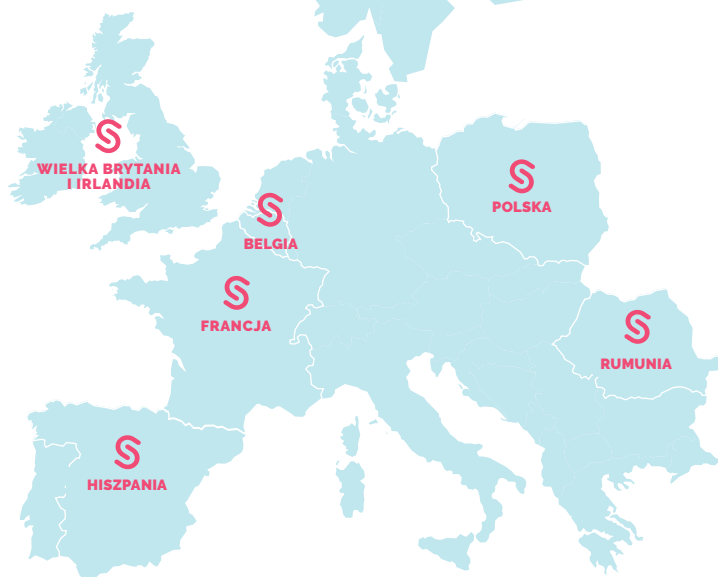 WIELKA BRYTANIA
I IRLANDIA
POLSKA
BELGIA
FRANCJA
RUMUNIA
HISZPANIA